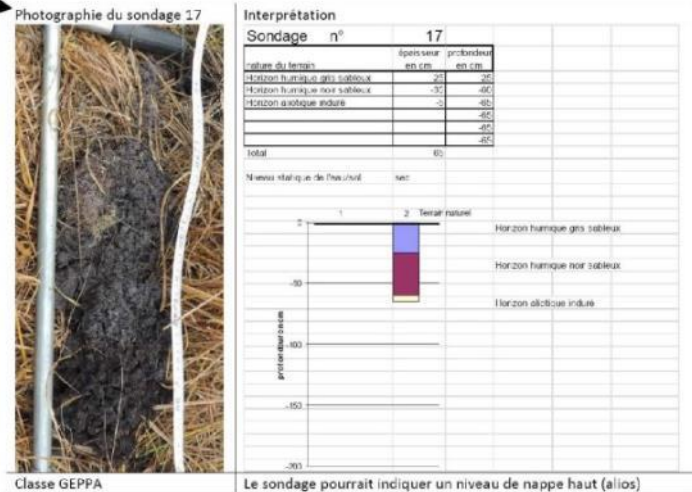 Photographie du sondage 17
Interprétation
Sondage n° 17
épaisseur profondeur
nature du terrain en cm en cm
Horizon humique gris sableux 25 25
Horizon humique noir sableux -60
Horizon aliotique induré -65
-65
-65
-65
Total 65
Niveau statique de l'eau/sol sec
1 2 Terrain naturel
0
Horizon humique gris sableux
Horizon humique noir sableux
-50
Horizon aliotique induré
profondeur en cm
-100
-150
-200
Classe GEPPA
Le sondage pourrait indiquer un niveau de nappe haut (alios)